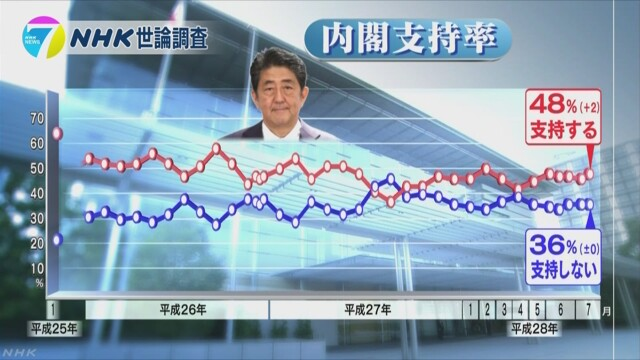 7 NHK世論調査
NHK NEWS
内閣支持率
48%(+2)
支持する
70
60
50
40
30
20
10
%
36%(±0)
支持しない
1 平成26年 平成27年 1 2 3 4 5 6 7 月
平成25年 平成28年
NHK